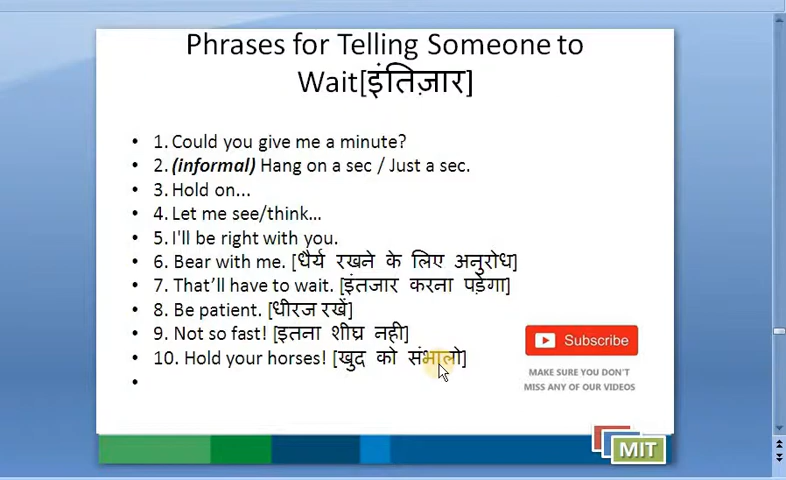 Phrases for Telling Someone to
Wait[इंतिज़ार]
• 1. Could you give me a minute?
• 2. (informal) Hang on a sec / Just a sec.
• 3. Hold on...
• 4. Let me see/think...
• 5. I'll be right with you.
• 6. Bear with me. [धैर्य रखने के लिए अनुरोध]
• 7. That'll have to wait. [इंतजार करना पड़ेगा]
• 8. Be patient. [धीरज रखें]
• 9. Not so fast! [इतना शीघ्र नही]
• 10. Hold your horses! [खुद को संभालो]
•
Subscribe
MAKE SURE YOU DON'T
MISS ANY OF OUR VIDEOS
MIT